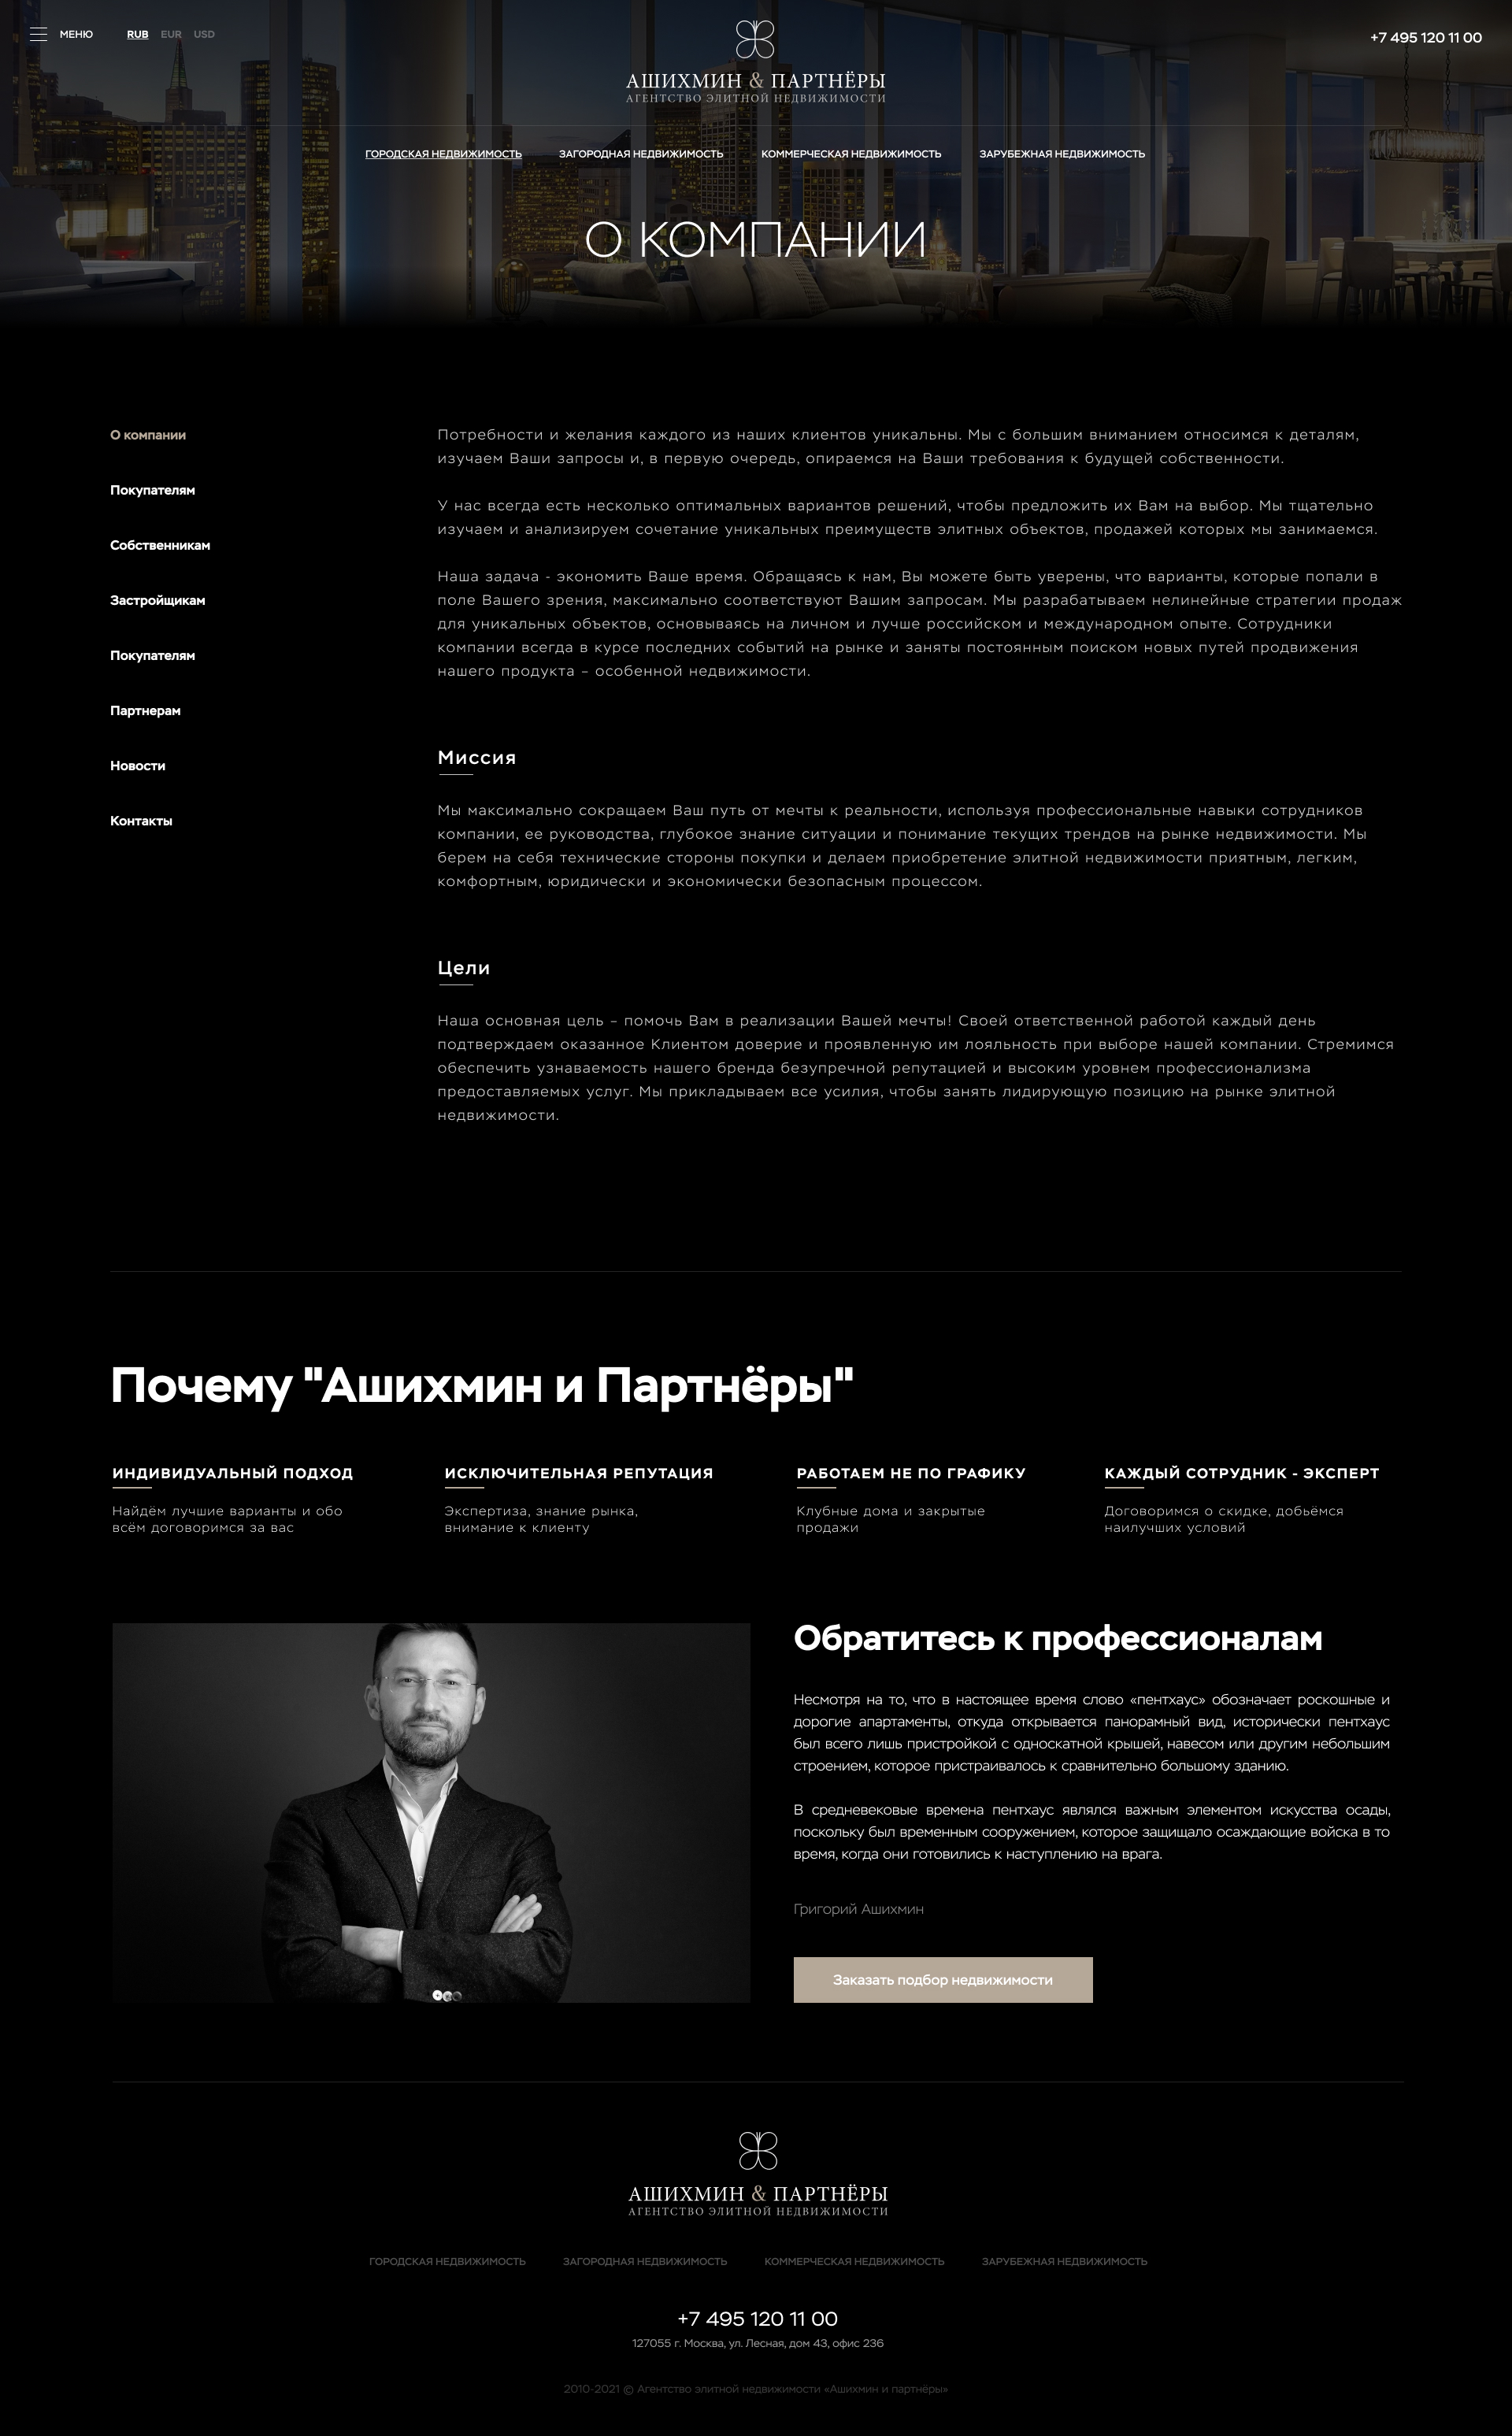 МЕНЮ
RUB EUR USD
АШИХМИН & ПАРТНЁРЫ
АГЕНТСТВО ЭЛИТНОЙ НЕДВИЖИМОСТИ
+7 495 120 11 00
ГОРОДСКАЯ НЕДВИЖИМОСТЬ
ЗАГОРОДНАЯ НЕДВИЖИМОСТЬ
КОММЕРЧЕСКАЯ НЕДВИЖИМОСТЬ
ЗАРУБЕЖНАЯ НЕДВИЖИМОСТЬ
О КОМПАНИИ
О компании
Покупателям
Собственникам
Застройщикам
Покупателям
Партнерам
Новости
Контакты
Потребности и желания каждого из наших клиентов уникальны. Мы с большим вниманием относимся к деталям,
изучаем Ваши запросы и, в первую очередь, опираемся на Ваши требования к будущей собственности.
У нас всегда есть несколько оптимальных вариантов решений, чтобы предложить их Вам на выбор. Мы тщательно
изучаем и анализируем сочетание уникальных преимуществ элитных объектов, продажей которых мы занимаемся.
Наша задача - экономить Ваше время. Обращаясь к нам, Вы можете быть уверены, что варианты, которые попали в
поле Вашего зрения, максимально соответствуют Вашим запросам. Мы разрабатываем нелинейные стратегии продаж
для уникальных объектов, основываясь на личном и лучше российском и международном опыте. Сотрудники
компании всегда в курсе последних событий на рынке и заняты постоянным поиском новых путей продвижения
нашего продукта – особенной недвижимости.
Миссия
Мы максимально сокращаем Ваш путь от мечты к реальности, используя профессиональные навыки сотрудников
компании, ее руководства, глубокое знание ситуации и понимание текущих трендов на рынке недвижимости. Мы
берем на себя технические стороны покупки и делаем приобретение элитной недвижимости приятным, легким,
комфортным, юридически и экономически безопасным процессом.
Цели
Наша основная цель – помочь Вам в реализации Вашей мечты! Своей ответственной работой каждый день
подтверждаем оказанное Клиентом доверие и проявленную им лояльность при выборе нашей компании. Стремимся
обеспечить узнаваемость нашего бренда безупречной репутацией и высоким уровнем профессионализма
предоставляемых услуг. Мы прикладываем все усилия, чтобы занять лидирующую позицию на рынке элитной
недвижимости.
Почему "Ашихмин и Партнёры"
ИНДИВИДУАЛЬНЫЙ ПОДХОД
Найдём лучшие варианты и обо
всём договоримся за вас
ИСКЛЮЧИТЕЛЬНАЯ РЕПУТАЦИЯ
Экспертиза, знание рынка,
внимание к клиенту
РАБОТАЕМ НЕ ПО ГРАФИКУ
Клубные дома и закрытые
продажи
КАЖДЫЙ СОТРУДНИК - ЭКСПЕРТ
Договоримся о скидке, добьёмся
наилучших условий
Обратитесь к профессионалам
Несмотря на то, что в настоящее время слово «пентхаус» обозначает роскошные и
дорогие апартаменты, откуда открывается панорамный вид, исторически пентхаус
был всего лишь пристройкой с односкатной крышей, навесом или другим небольшим
строением, которое пристраивалось к сравнительно большому зданию.
В средневековые времена пентхаус являлся важным элементом искусства осады,
поскольку был временным сооружением, которое защищало осаждающие войска в то
время, когда они готовились к наступлению на врага.
Григорий Ашихмин
Заказать подбор недвижимости
АШИХМИН & ПАРТНЁРЫ
АГЕНТСТВО ЭЛИТНОЙ НЕДВИЖИМОСТИ
ГОРОДСКАЯ НЕДВИЖИМОСТЬ
ЗАГОРОДНАЯ НЕДВИЖИМОСТЬ
КОММЕРЧЕСКАЯ НЕДВИЖИМОСТЬ
ЗАРУБЕЖНАЯ НЕДВИЖИМОСТЬ
+7 495 120 11 00
127055 г. Москва, ул. Лесная, дом 43, офис 236
2010-2021 © Агентство элитной недвижимости «Ашихмин и партнёры»